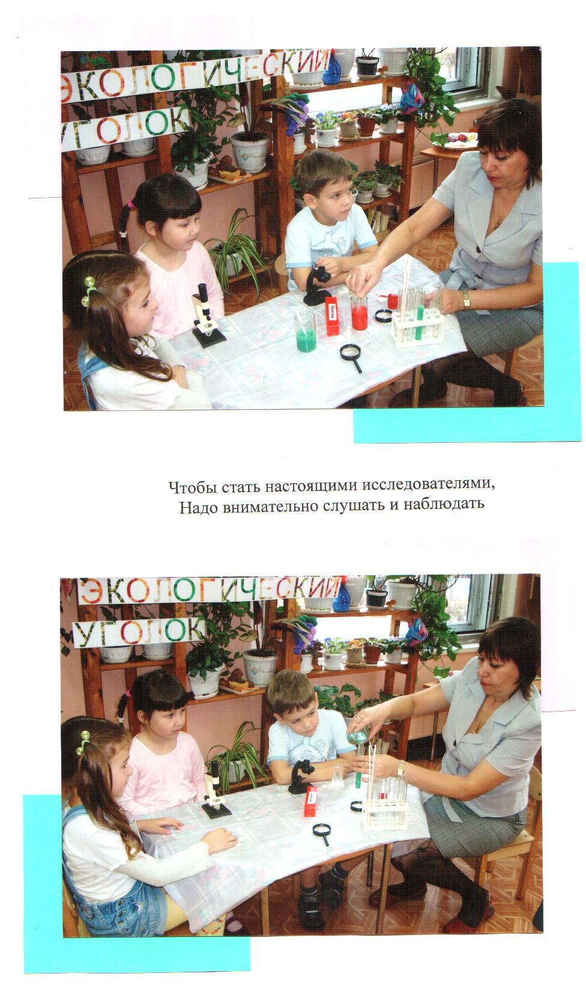 ЭКОЛОГИЧЕСКИЙ
УГОЛОК
Чтобы стать настоящими исследователями,
Надо внимательно слушать и наблюдать
ЭКОЛОГИЧЕСКИЙ
УГОЛОК